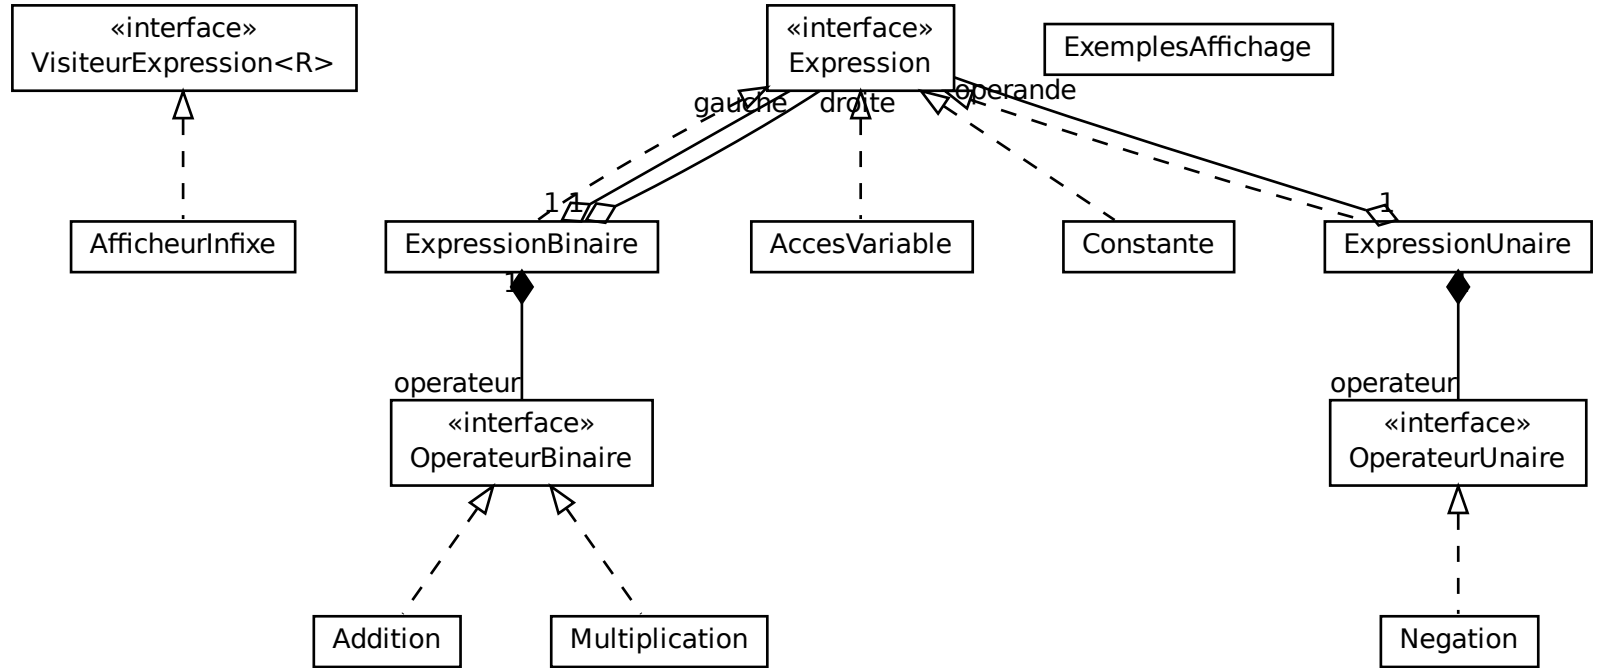 «interface»
VisiteurExpression<R>
«interface»
Expression
ExemplesAffichage
gauche
droite
operande
1
1
1
AfficheurInfixe
ExpressionBinaire
AccesVariable
Constante
ExpressionUnaire
1
operateur
operateur
«interface»
OperateurBinaire
«interface»
OperateurUnaire
Addition
Multiplication
Negation